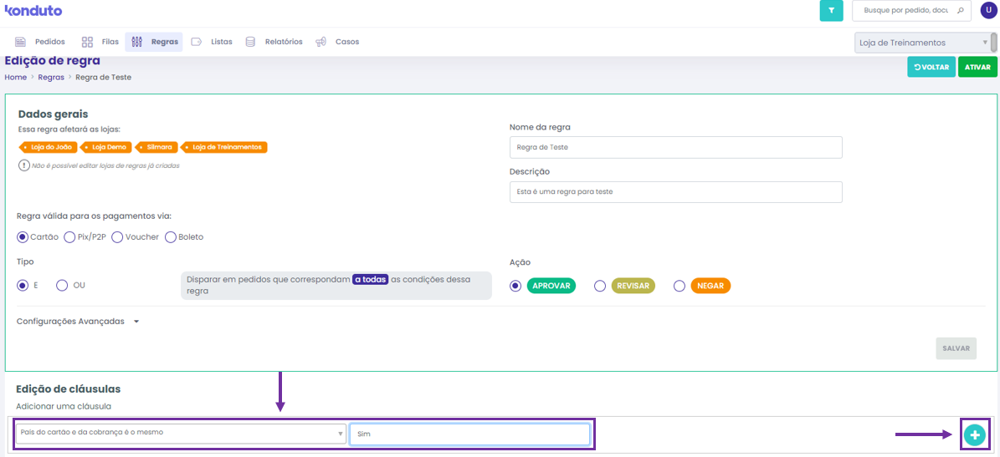 konduto
Busque por pedido, docu
U
Pedidos
Filas
Regras
Listas
Relatórios
Casos
Loja de Treinamentos
Edição de regra
VOLTAR
ATIVAR
Home > Regras > Regra de Teste
Dados gerais
Essa regra afetará as lojas:
Loja do João
Loja Demo
Silmara
Loja de Treinamentos
Não é possível editar lojas de regras já criadas
Nome da regra
Regra de Teste
Descrição
Esta é uma regra para teste
Regra válida para os pagamentos via:
Cartão
Pix/P2P
Voucher
Boleto
Tipo
E
OU
Disparar em pedidos que correspondam a todas as condições dessa
regra
Ação
APROVAR
REVISAR
NEGAR
Configurações Avançadas
SALVAR
Edição de cláusulas
Adicionar uma cláusula
País do cartão e da cobrança é o mesmo
Sim